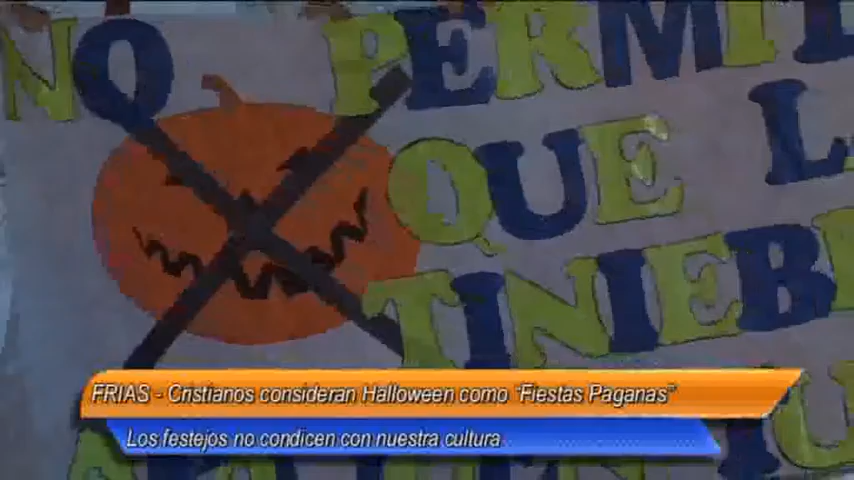 NO PERMI
QUE L
TINIEB
FRIAS - Cristianos consideran Halloween como "Fiestas Paganas"
Los festejos no condicen con nuestra cultura